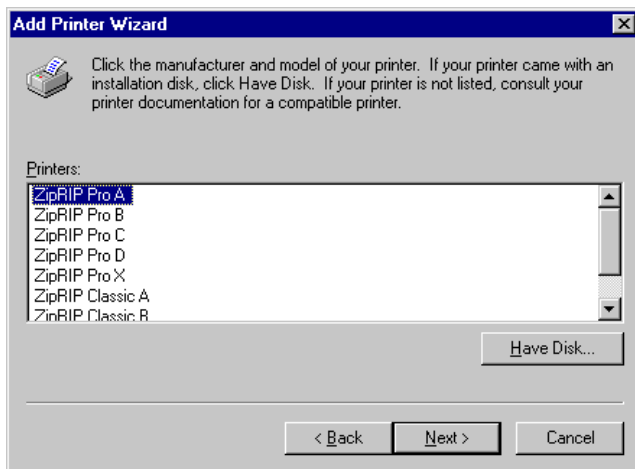 Add Printer Wizard
Click the manufacturer and model of your printer. If your printer came with an
installation disk, click Have Disk. If your printer is not listed, consult your
printer documentation for a compatible printer.
Printers:
ZipRIP Pro A
ZipRIP Pro B
ZipRIP Pro C
ZipRIP Pro D
ZipRIP Pro X
ZipRIP Classic A
ZipRIP Classic B
Have Disk...
< Back
Next >
Cancel